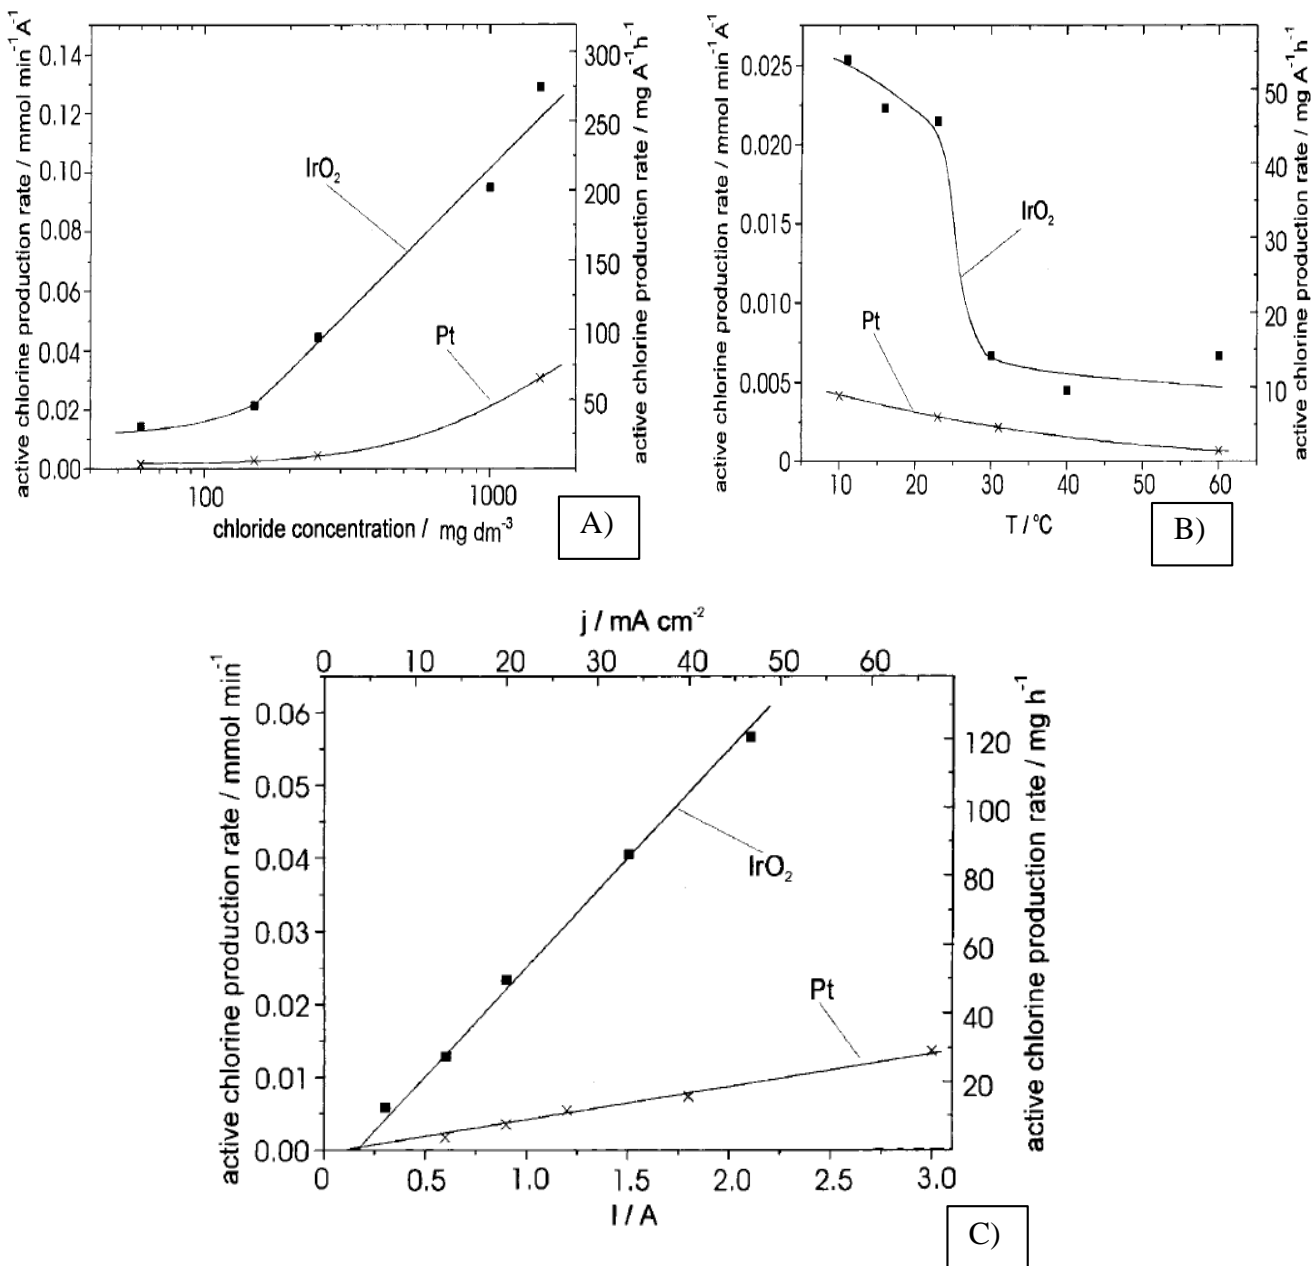 active chlorine production rate / mmol min⁻¹A⁻¹
0.14
0.12
0.10
0.08
0.06
0.04
0.02
0.00
IrO₂
Pt
300
250
200
150
100
50
active chlorine production rate / mg A⁻¹h⁻¹
100
1000
chloride concentration / mg dm⁻³
A)
active chlorine production rate / mmol min⁻¹A⁻¹
0.025
0.020
0.015
0.010
0.005
0
IrO₂
Pt
50
40
30
20
10
active chlorine production rate / mg A⁻¹h⁻¹
10 20 30 40 50 60
T / °C
B)
j / mA cm⁻²
0 10 20 30 40 50 60
active chlorine production rate / mmol min⁻¹
0.06
0.05
0.04
0.03
0.02
0.01
0.00
IrO₂
Pt
120
100
80
60
40
20
active chlorine production rate / mg h⁻¹
0 0.5 1.0 1.5 2.0 2.5 3.0
I / A
C)